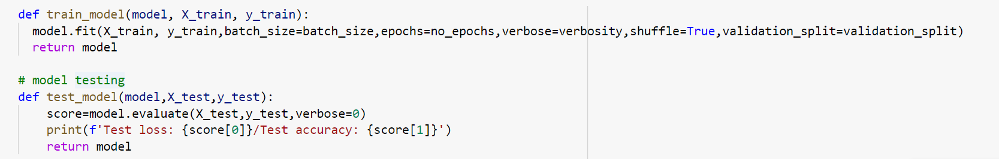 def train_model(model, X_train, y_train):
  model.fit(X_train, y_train,batch_size=batch_size,epochs=no_epochs,verbose=verbosity,shuffle=True,validation_split=validation_split)
  return model

# model testing
def test_model(model,X_test,y_test):
    score=model.evaluate(X_test,y_test,verbose=0)
    print(f'Test loss: {score[0]}/Test accuracy: {score[1]}')
    return model